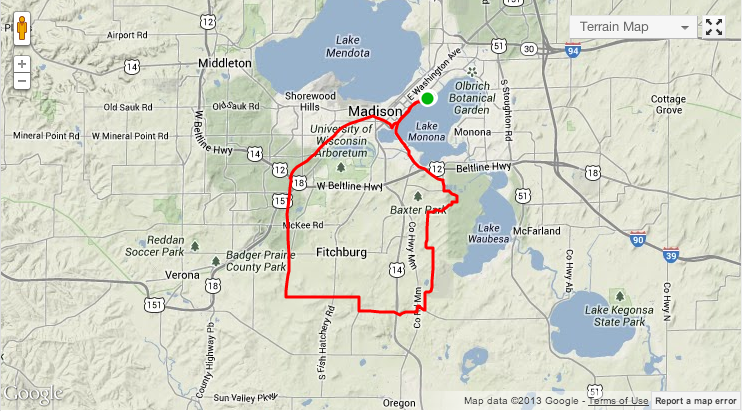 Lake
Mendota
Terrain Map
Airport Rd
51
94
14
Middleton
E Washington Ave
Shorewood
Hills
Olbrich
Botanical
Garden
Cottage
Grove
Old Sauk Rd
Old Sauk Rd
Madison
S Stoughton Rd
W Beltline Hwy
University of
Wisconsin
Arboretum
Lake
Monona
Monona
Mineral Point Rd
W Mineral Point Rd
12
12
Beltline Hwy
12
18
18
W Beltline Hwy
151
51
Baxter Park
McKee Rd
Lake
Waubesa
McFarland
90
39
Reddan
Soccer Park
Badger Prairie
County Park
Fitchburg
Co Hwy Mm
Verona
14
Co Hwy Ab
Co Hwy N
151
18
Co Rd Mm
Lake Kegonsa
State Park
S Fish Hatchery Rd
County Highway Pb
51
Sun Valley Pkwy
Oregon
Google
Map data ©2013 Google - Terms of Use
Report a map error